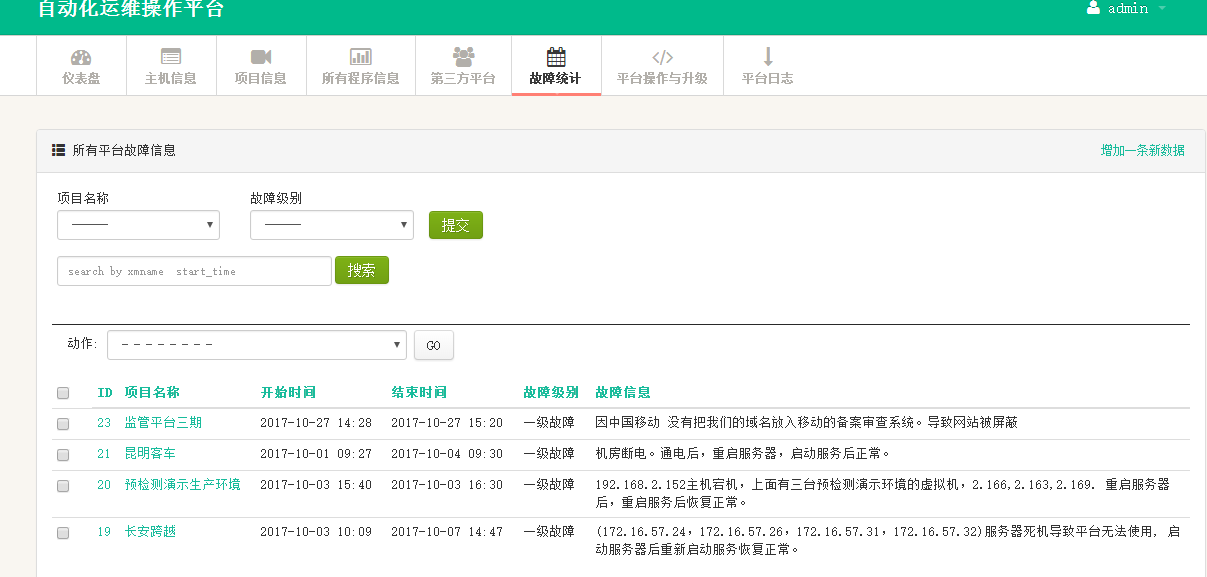 自动化运维操作平台
admin
仪表盘 主机信息 项目信息 所有程序信息 第三方平台 故障统计 平台操作与升级 平台日志
所有平台故障信息 增加一条新数据
项目名称 故障级别
———— ———— 提交
search by xmname start_time 搜索
动作: -------- GO
ID 项目名称 开始时间 结束时间 故障级别 故障信息
23 监管平台三期 2017-10-27 14:28 2017-10-27 15:20 一级故障 因中国移动 没有把我们的域名放入移动的备案审查系统。导致网站被屏蔽
21 昆明客车 2017-10-01 09:27 2017-10-04 09:30 一级故障 机房断电。通电后，重启服务器，启动服务后正常。
20 预检测演示生产环境 2017-10-03 15:40 2017-10-03 16:30 一级故障 192.168.2.152主机宕机，上面有三台预检测演示环境的虚拟机，2.166,2.163,2.169. 重启服务器
后，重启服务后恢复正常。
19 长安跨越 2017-10-03 10:09 2017-10-07 14:47 一级故障 (172.16.57.24，172.16.57.26，172.16.57.31，172.16.57.32)服务器死机导致平台无法使用, 启
动服务器后重新启动服务恢复正常。